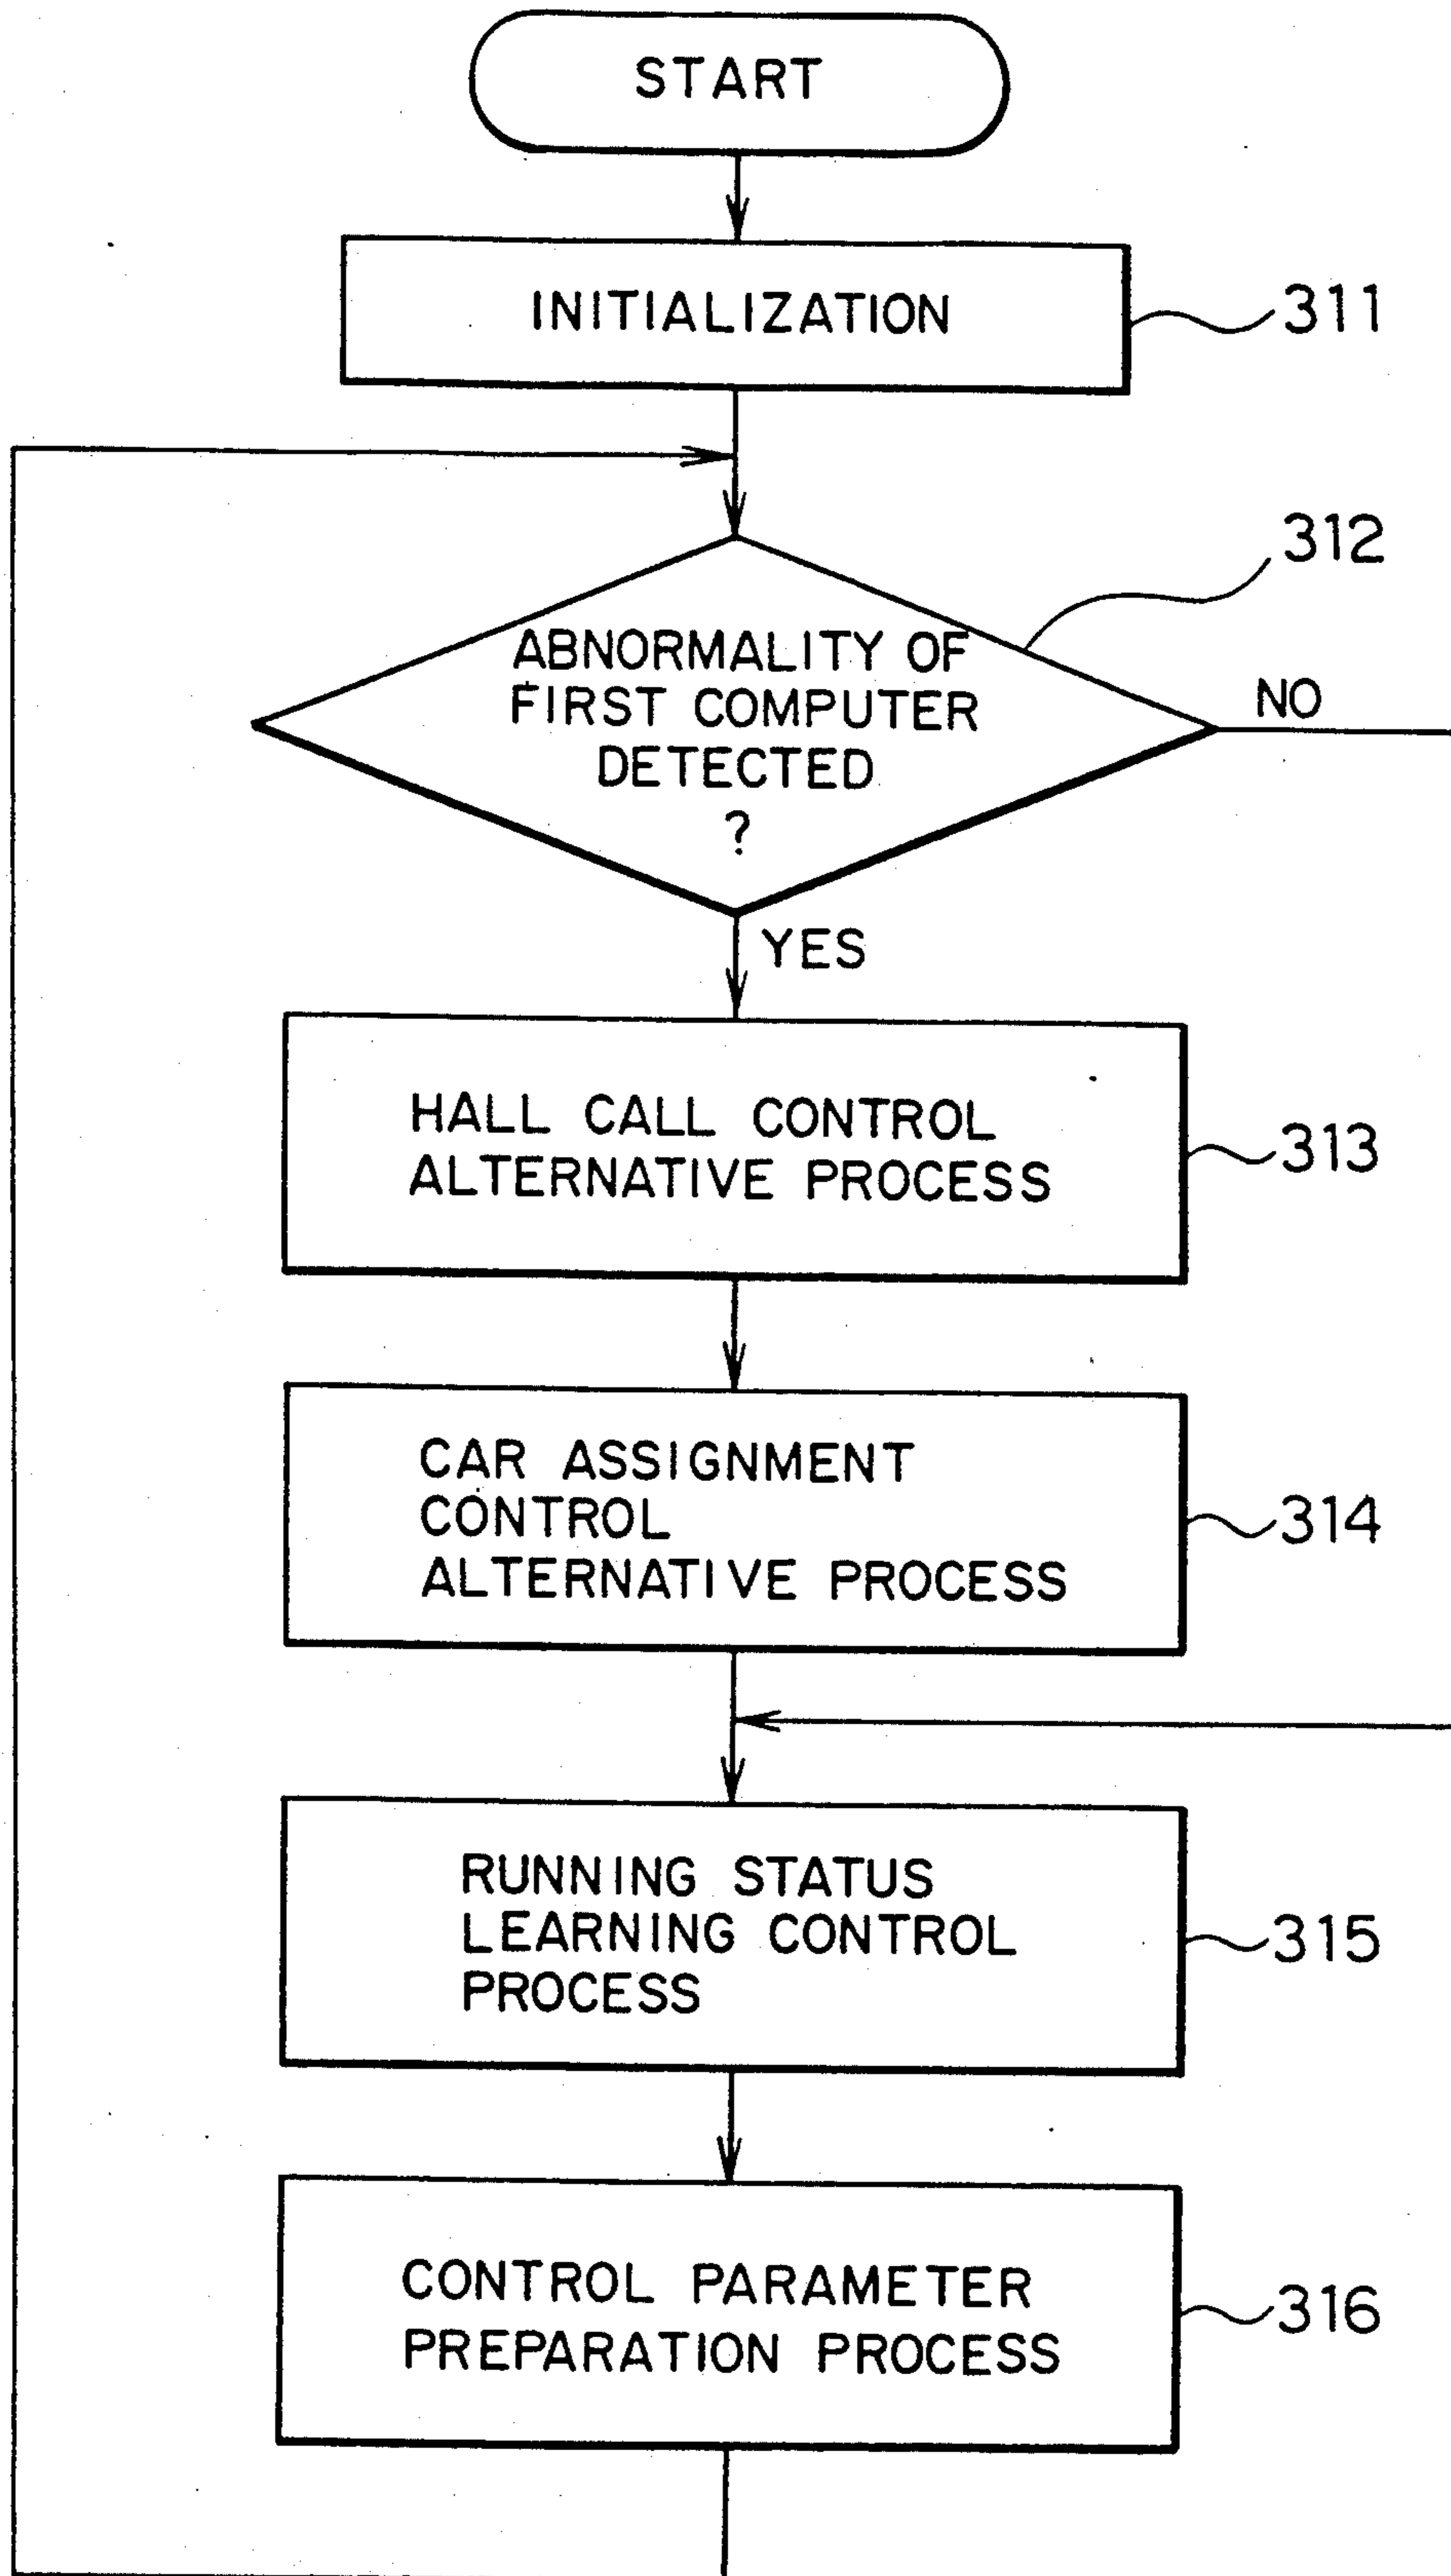 START
INITIALIZATION
311
312
ABNORMALITY OF
FIRST COMPUTER
DETECTED
?
NO
YES
HALL CALL CONTROL
ALTERNATIVE PROCESS
313
CAR ASSIGNMENT
CONTROL
ALTERNATIVE PROCESS
314
RUNNING STATUS
LEARNING CONTROL
PROCESS
315
CONTROL PARAMETER
PREPARATION PROCESS
316